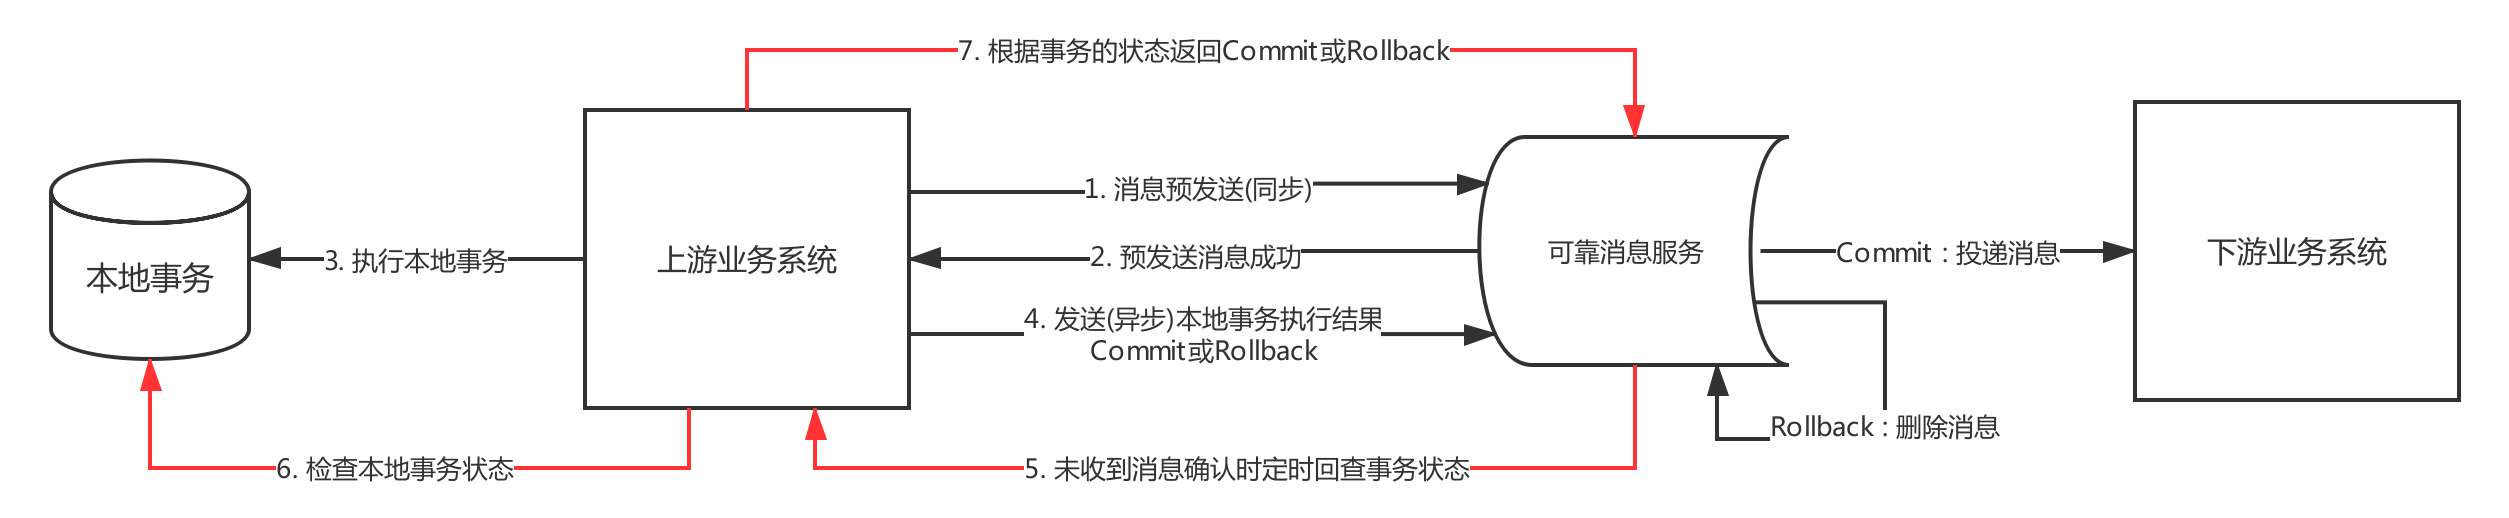 7. 根据事务的状态返回Commit或Rollback
1. 消息预发送(同步)
本地事务
3. 执行本地事务
上游业务系统
2. 预发送消息成功
可靠消息服务
Commit：投递消息
下游业务系统
4. 发送(异步)本地事务执行结果
Commit或Rollback
Rollback：删除消息
6. 检查本地事务状态
5. 未收到消息确认时定时回查事务状态